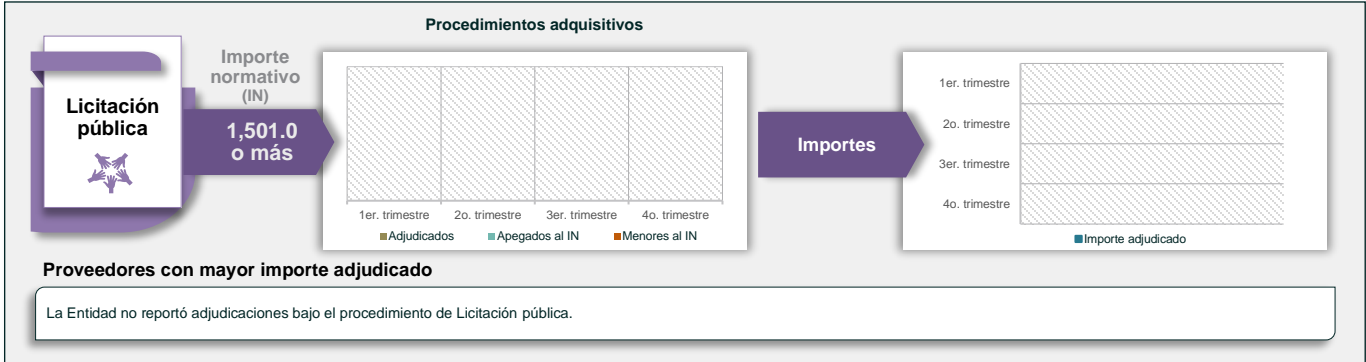 Procedimientos adquisitivos
Licitación
pública
Importe
normativo
(IN)
1,501.0
o más
1er. trimestre 2o. trimestre 3er. trimestre 4o. trimestre
Adjudicados Apegados al IN Menores al IN
Importes
1er. trimestre
2o. trimestre
3er. trimestre
4o. trimestre
Importe adjudicado
Proveedores con mayor importe adjudicado
La Entidad no reportó adjudicaciones bajo el procedimiento de Licitación pública.